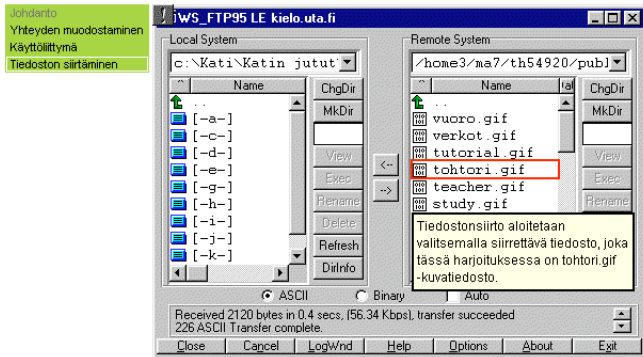 Johdanto
Yhteyden muodostaminen
Käyttöliittymä
Tiedoston siirtäminen
WS_FTP95 LE kielo.uta.fi
Local System
c:\Kati\Katin jutut\
^ Name
..
[-a-]
[-c-]
[-d-]
[-e-]
[-g-]
[-h-]
[-i-]
[-j-]
[-k-]
ChgDir
MkDir
View
Exec
Rename
Delete
Refresh
DirInfo
<--
-->
Remote System
/home3/ma7/th54920/publ
^ Name
..
vuoro.gif
verkot.gif
tutorial.gif
tohtori.gif
teacher.gif
study.gif
ChgDir
MkDir
View
Exec
Rename
Tiedostonsiirto aloitetaan
valitsemalla siirrettävä tiedosto, joka
tässä harjoituksessa on tohtori.gif
-kuvatiedosto.
ASCII Binary Auto
Received 2120 bytes in 0.4 secs, (56.34 Kbps), transfer succeeded
226 ASCII Transfer complete.
Close Cancel LogWnd Help Options About Exit